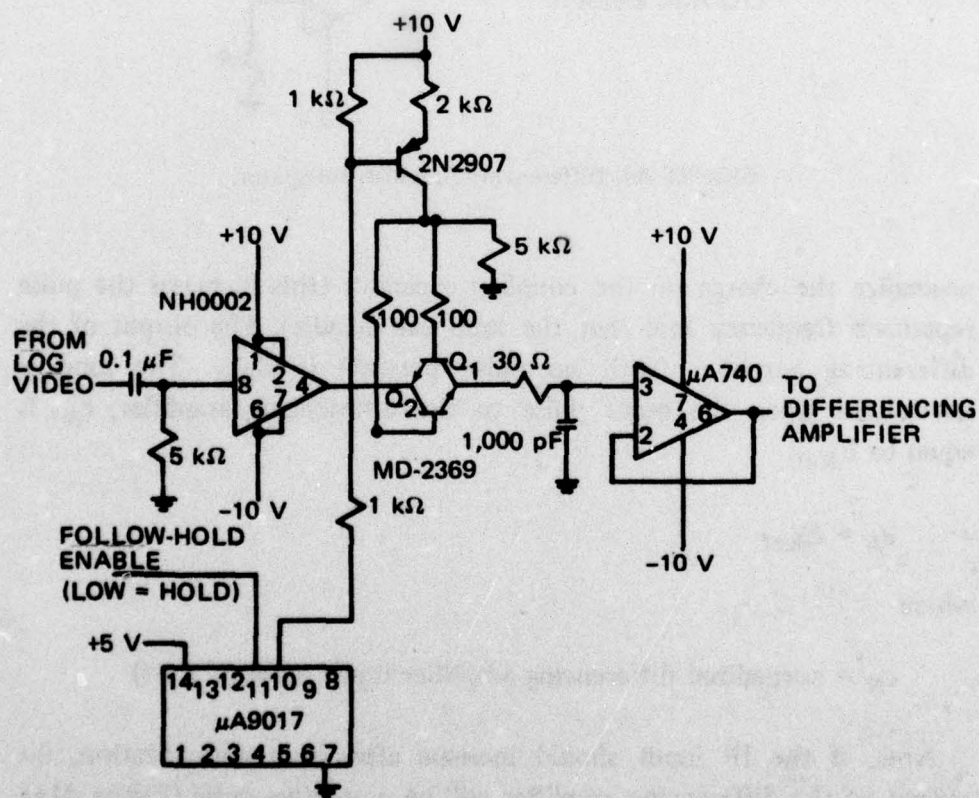 +10 V
1 kΩ
2 kΩ
2N2907
+10 V
+10 V
5 kΩ
NH0002
100
100
FROM
LOG
VIDEO
0.1 μF
8
1
2
7
6
4
Q1
Q2
30 Ω
3
μA740
7
4
6
2
TO
DIFFERENCING
AMPLIFIER
1,000 pF
5 kΩ
MD-2369
−10 V
1 kΩ
−10 V
FOLLOW-HOLD
ENABLE
(LOW = HOLD)
+5 V
14 13 12 11 10 9 8
μA9017
1 2 3 4 5 6 7